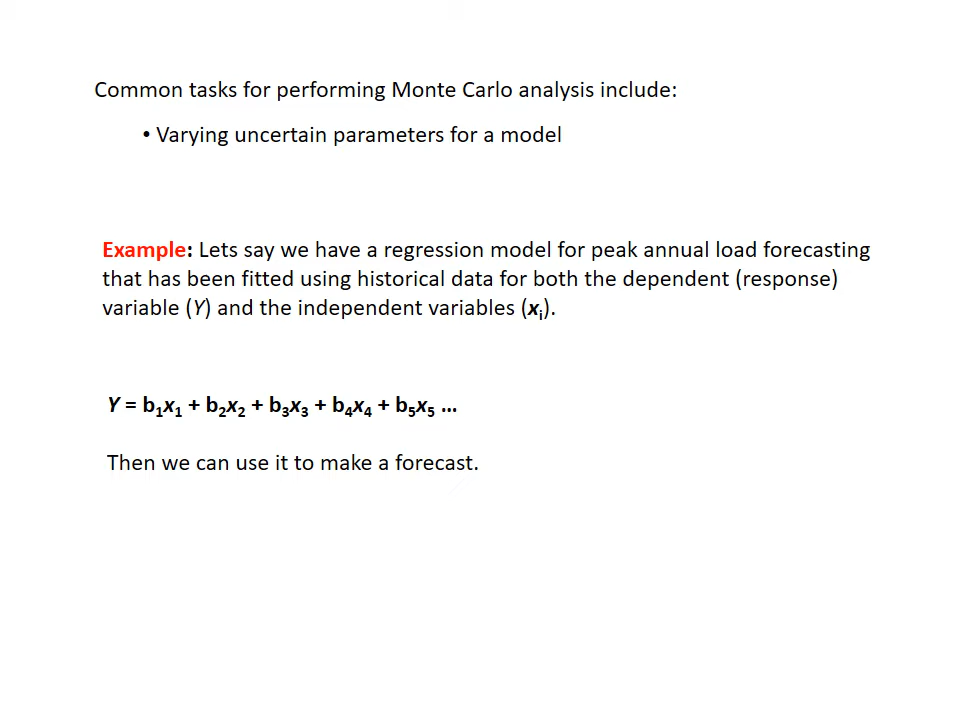 Common tasks for performing Monte Carlo analysis include:
• Varying uncertain parameters for a model
Example: Lets say we have a regression model for peak annual load forecasting
that has been fitted using historical data for both the dependent (response)
variable (Y) and the independent variables (xᵢ).
Y = b₁x₁ + b₂x₂ + b₃x₃ + b₄x₄ + b₅x₅ ...
Then we can use it to make a forecast.